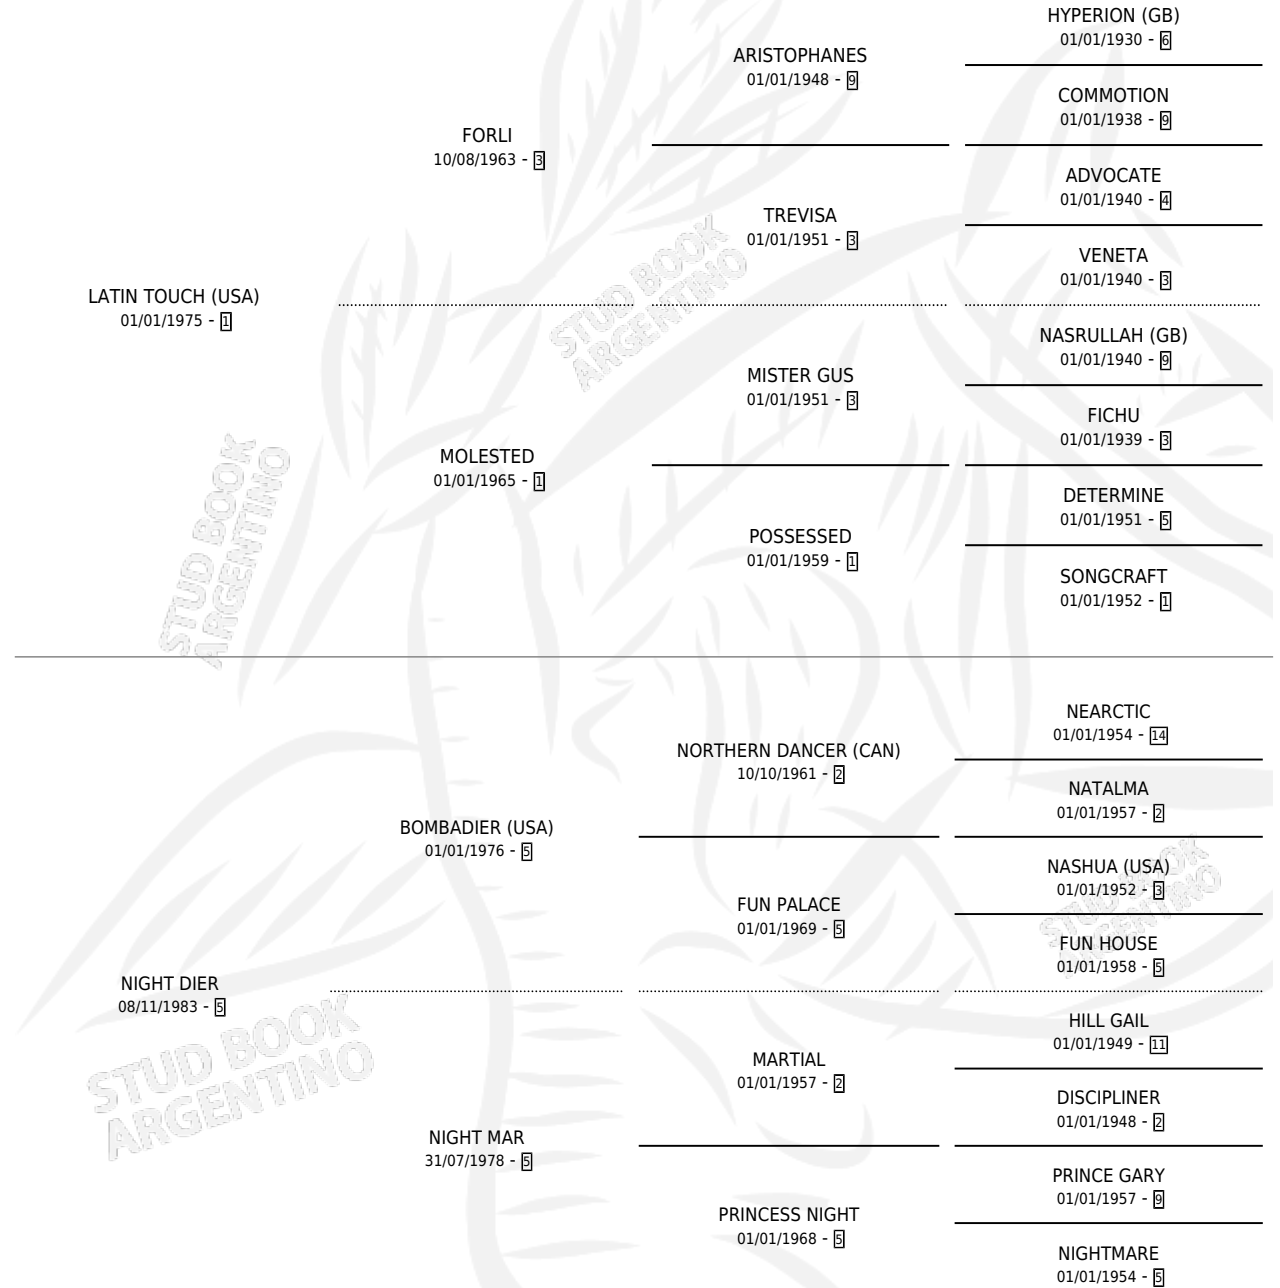 HYPERION (GB)
01/01/1930 - 6
ARISTOPHANES
01/01/1948 - 9
COMMOTION
01/01/1938 - 9
FORLI
10/08/1963 - 3
ADVOCATE
01/01/1940 - 4
TREVISA
01/01/1951 - 3
VENETA
01/01/1940 - 3
LATIN TOUCH (USA)
01/01/1975 - 1
NASRULLAH (GB)
01/01/1940 - 9
MISTER GUS
01/01/1951 - 3
FICHU
01/01/1939 - 3
MOLESTED
01/01/1965 - 1
DETERMINE
01/01/1951 - 5
POSSESSED
01/01/1959 - 1
SONGCRAFT
01/01/1952 - 1
NEARCTIC
01/01/1954 - 14
NORTHERN DANCER (CAN)
10/10/1961 - 2
NATALMA
01/01/1957 - 2
BOMBADIER (USA)
01/01/1976 - 5
NASHUA (USA)
01/01/1952 - 3
FUN PALACE
01/01/1969 - 5
FUN HOUSE
01/01/1958 - 5
NIGHT DIER
08/11/1983 - 5
HILL GAIL
01/01/1949 - 11
MARTIAL
01/01/1957 - 2
DISCIPLINER
01/01/1948 - 2
NIGHT MAR
31/07/1978 - 5
PRINCE GARY
01/01/1957 - 9
PRINCESS NIGHT
01/01/1968 - 5
NIGHTMARE
01/01/1954 - 5
STUD BOOK
ARGENTINO
STUD BOOK
ARGENTINO
STUD BOOK
ARGENTINO
STUD BOOK
ARGENTINO